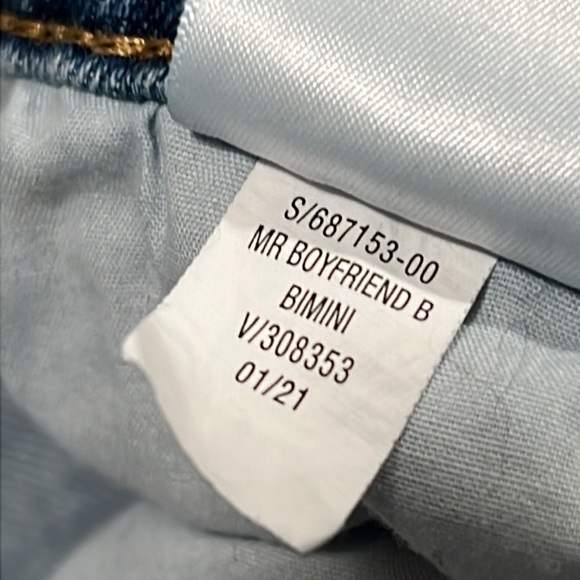 S/687153-00
MR BOYFRIEND B
BIMINI
V/308353
01/21